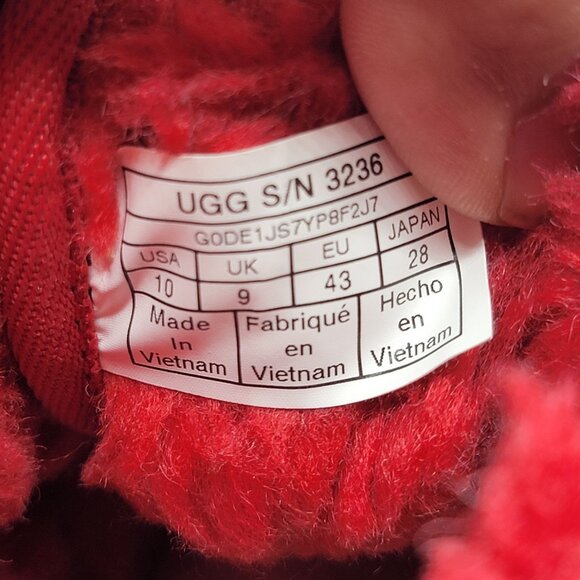 UGG S/N 3236
G0DE1JS7YP8F2J7
USA UK EU JAPAN
10 9 43 28
Made Fabriqué Hecho
In en en
Vietnam Vietnam Vietnam